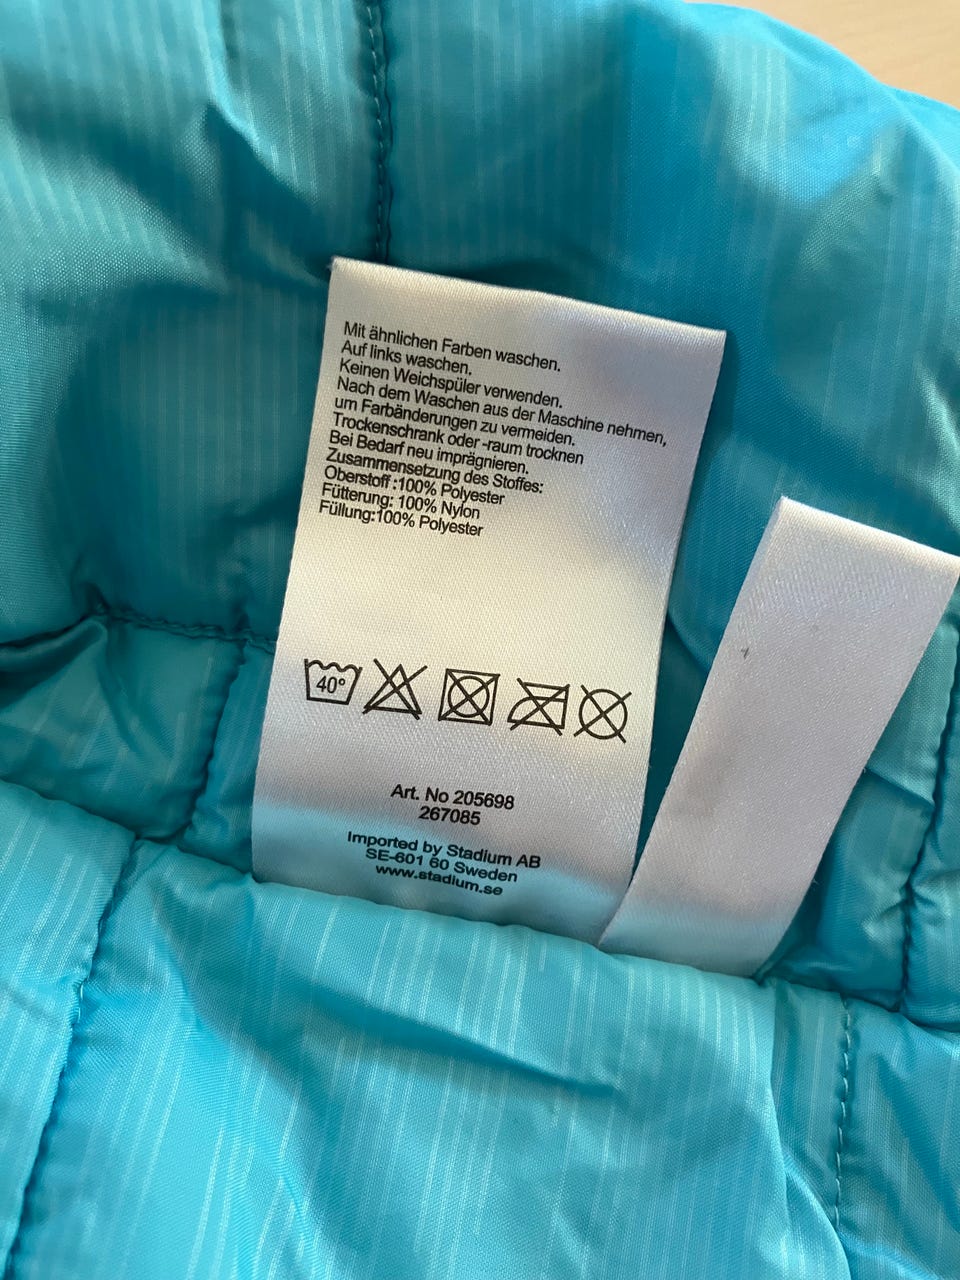 Mit ähnlichen Farben waschen.
Auf links waschen.
Keinen Weichspüler verwenden.
Nach dem Waschen aus der Maschine nehmen,
um Farbänderungen zu vermeiden.
Trockenschrank oder -raum trocknen
Bei Bedarf neu imprägnieren.
Zusammensetzung des Stoffes:
Oberstoff :100% Polyester
Fütterung: 100% Nylon
Füllung:100% Polyester
40°
Art. No 205698
267085
Imported by Stadium AB
SE-601 60 Sweden
www.stadium.se